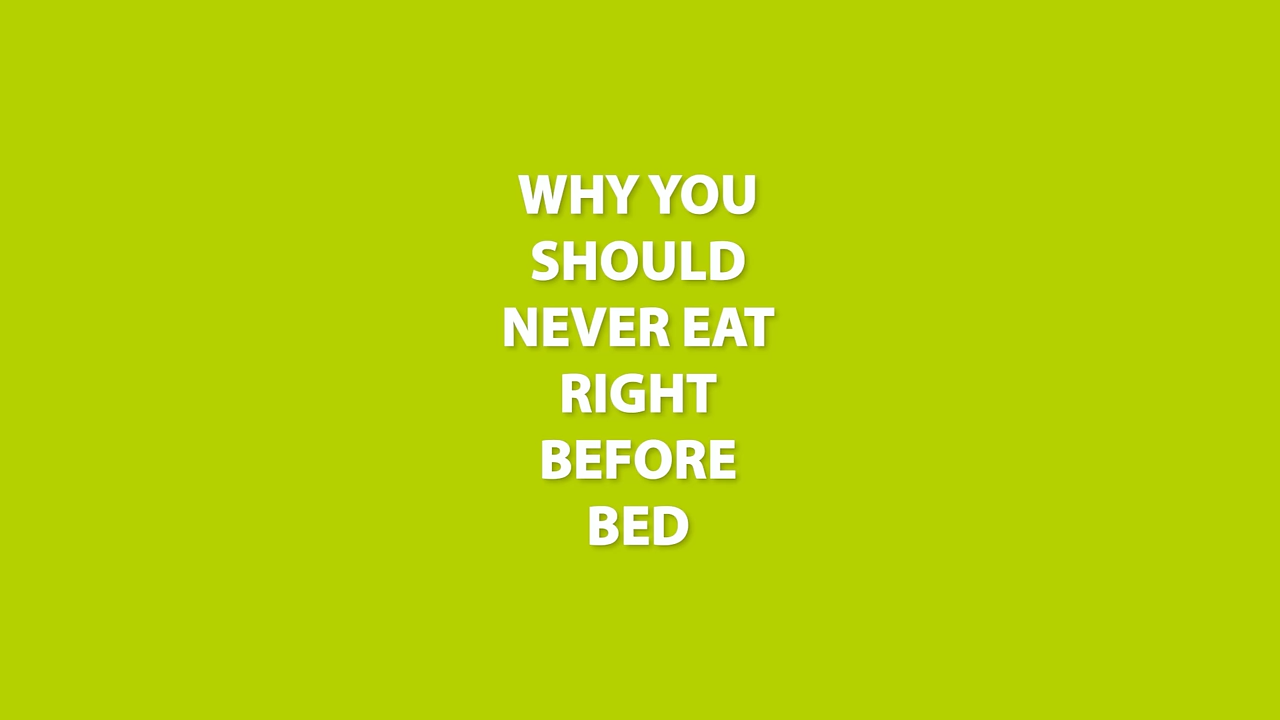 WHY YOU
SHOULD
NEVER EAT
RIGHT
BEFORE
BED